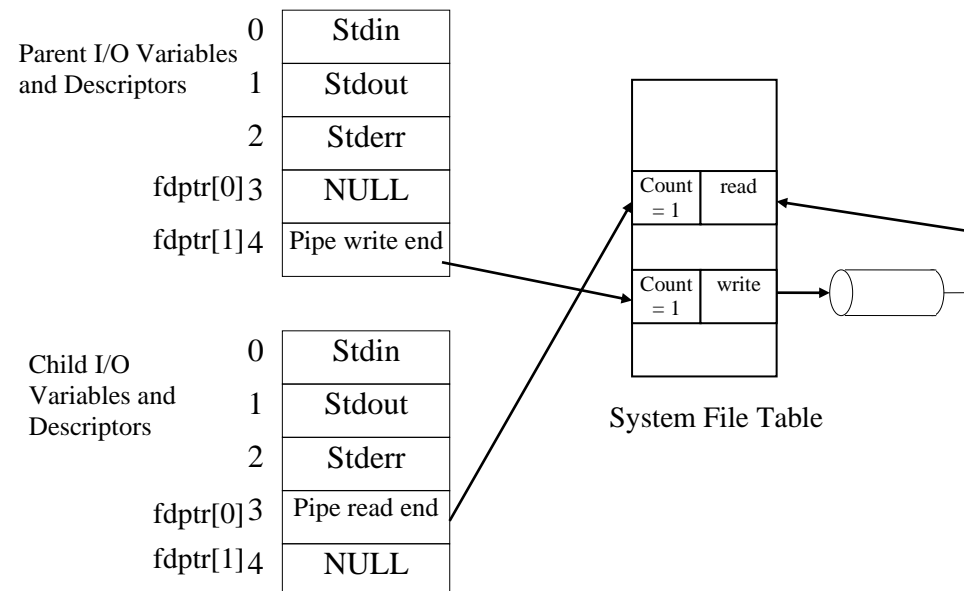 Parent I/O Variables
and Descriptors
0 Stdin
1 Stdout
2 Stderr
fdptr[0] 3 NULL
fdptr[1] 4 Pipe write end
Child I/O
Variables and
Descriptors
0 Stdin
1 Stdout
2 Stderr
fdptr[0] 3 Pipe read end
fdptr[1] 4 NULL
Count
= 1
read
Count
= 1
write
System File Table